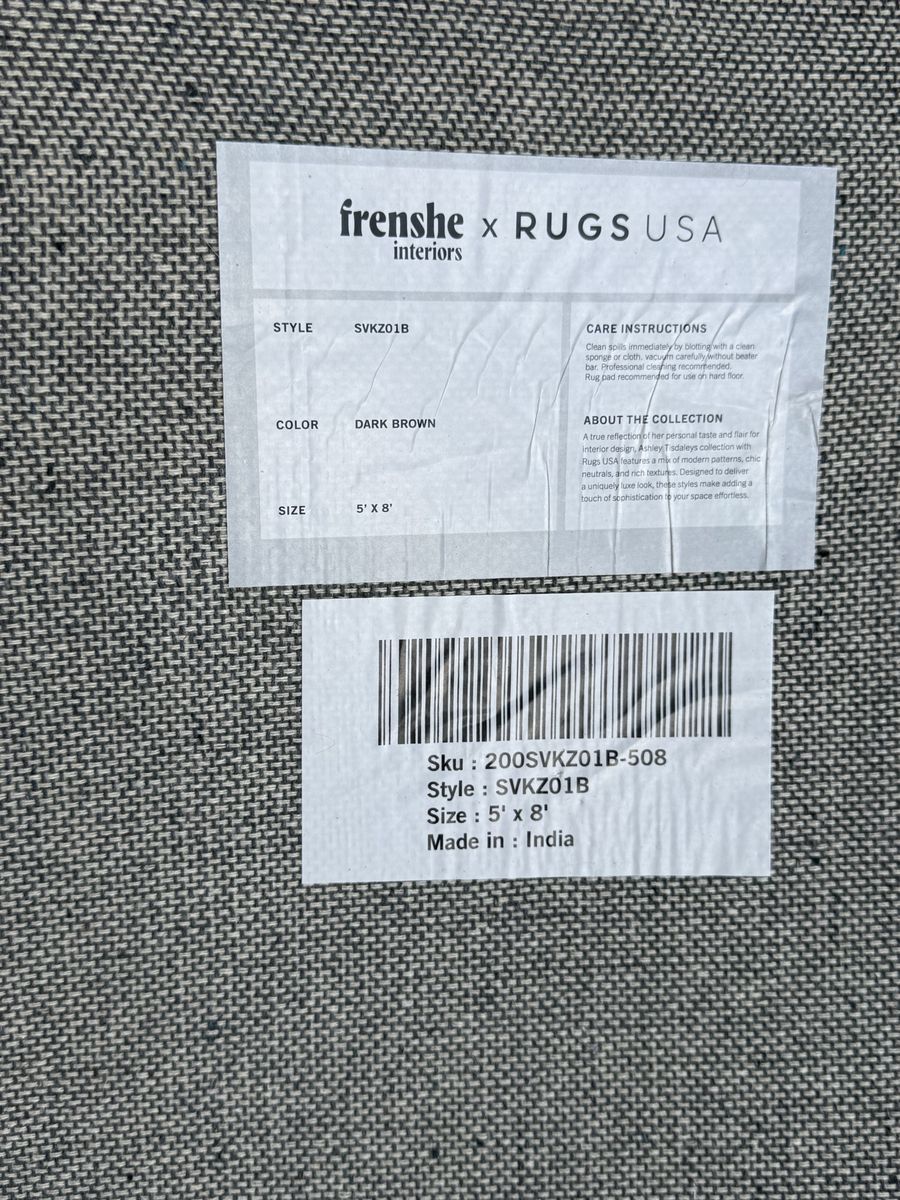 frenshe
interiors
x RUGS USA
STYLE SVKZ01B
COLOR DARK BROWN
SIZE 5' X 8'
CARE INSTRUCTIONS
Clean spills immediately by blotting with a clean
sponge or cloth, vacuum carefully without beater
bar. Professional cleaning recommended.
Rug pad recommended for use on hard floor.
ABOUT THE COLLECTION
A true reflection of her personal taste and flair for
interior design, Ashley Tisdaleys collection with
Rugs USA features a mix of modern patterns, chic
neutrals, and rich textures. Designed to deliver
a uniquely luxe look, these styles make adding a
touch of sophistication to your space effortless.
Sku : 200SVKZ01B-508
Style : SVKZ01B
Size : 5' x 8'
Made in : India